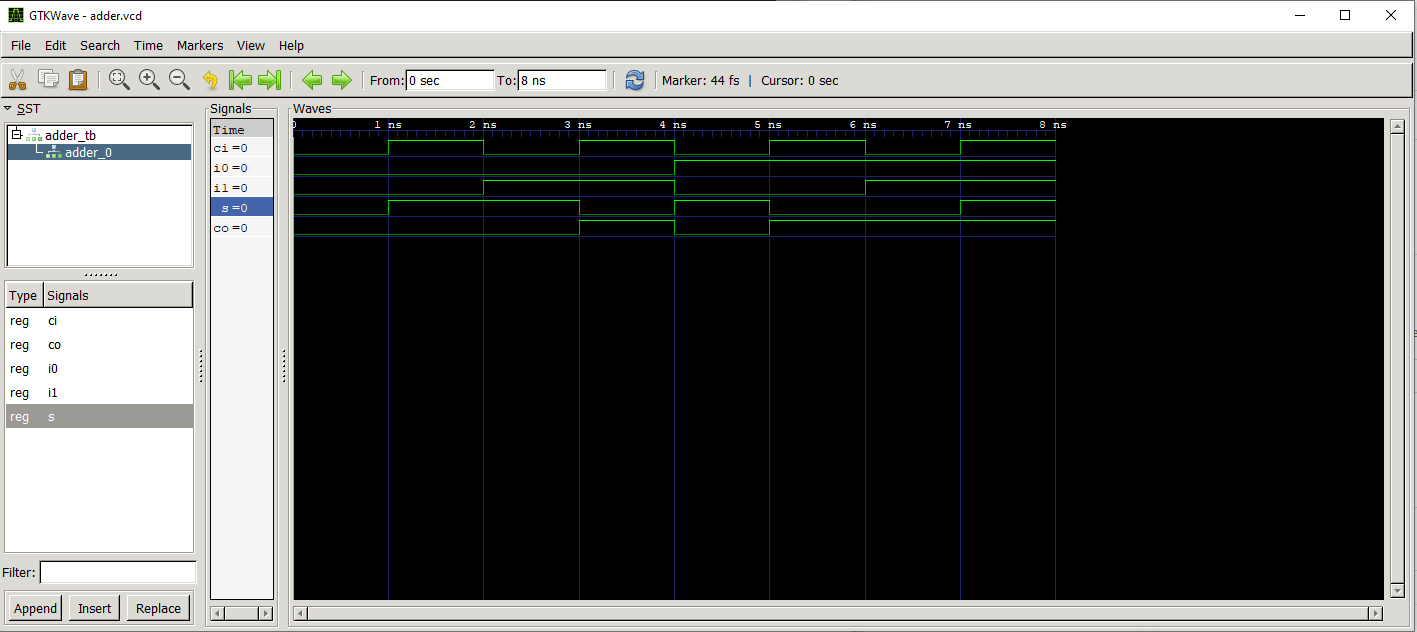 GTKWave - adder.vcd
File Edit Search Time Markers View Help
From: 0 sec To: 8 ns Marker: 44 fs | Cursor: 0 sec
SST
adder_tb
adder_0
Type Signals
reg ci
reg co
reg i0
reg i1
reg s
Filter:
Append Insert Replace
Signals
Time
ci =0
i0 =0
i1 =0
s =0
co =0
Waves
0 1 ns 2 ns 3 ns 4 ns 5 ns 6 ns 7 ns 8 ns